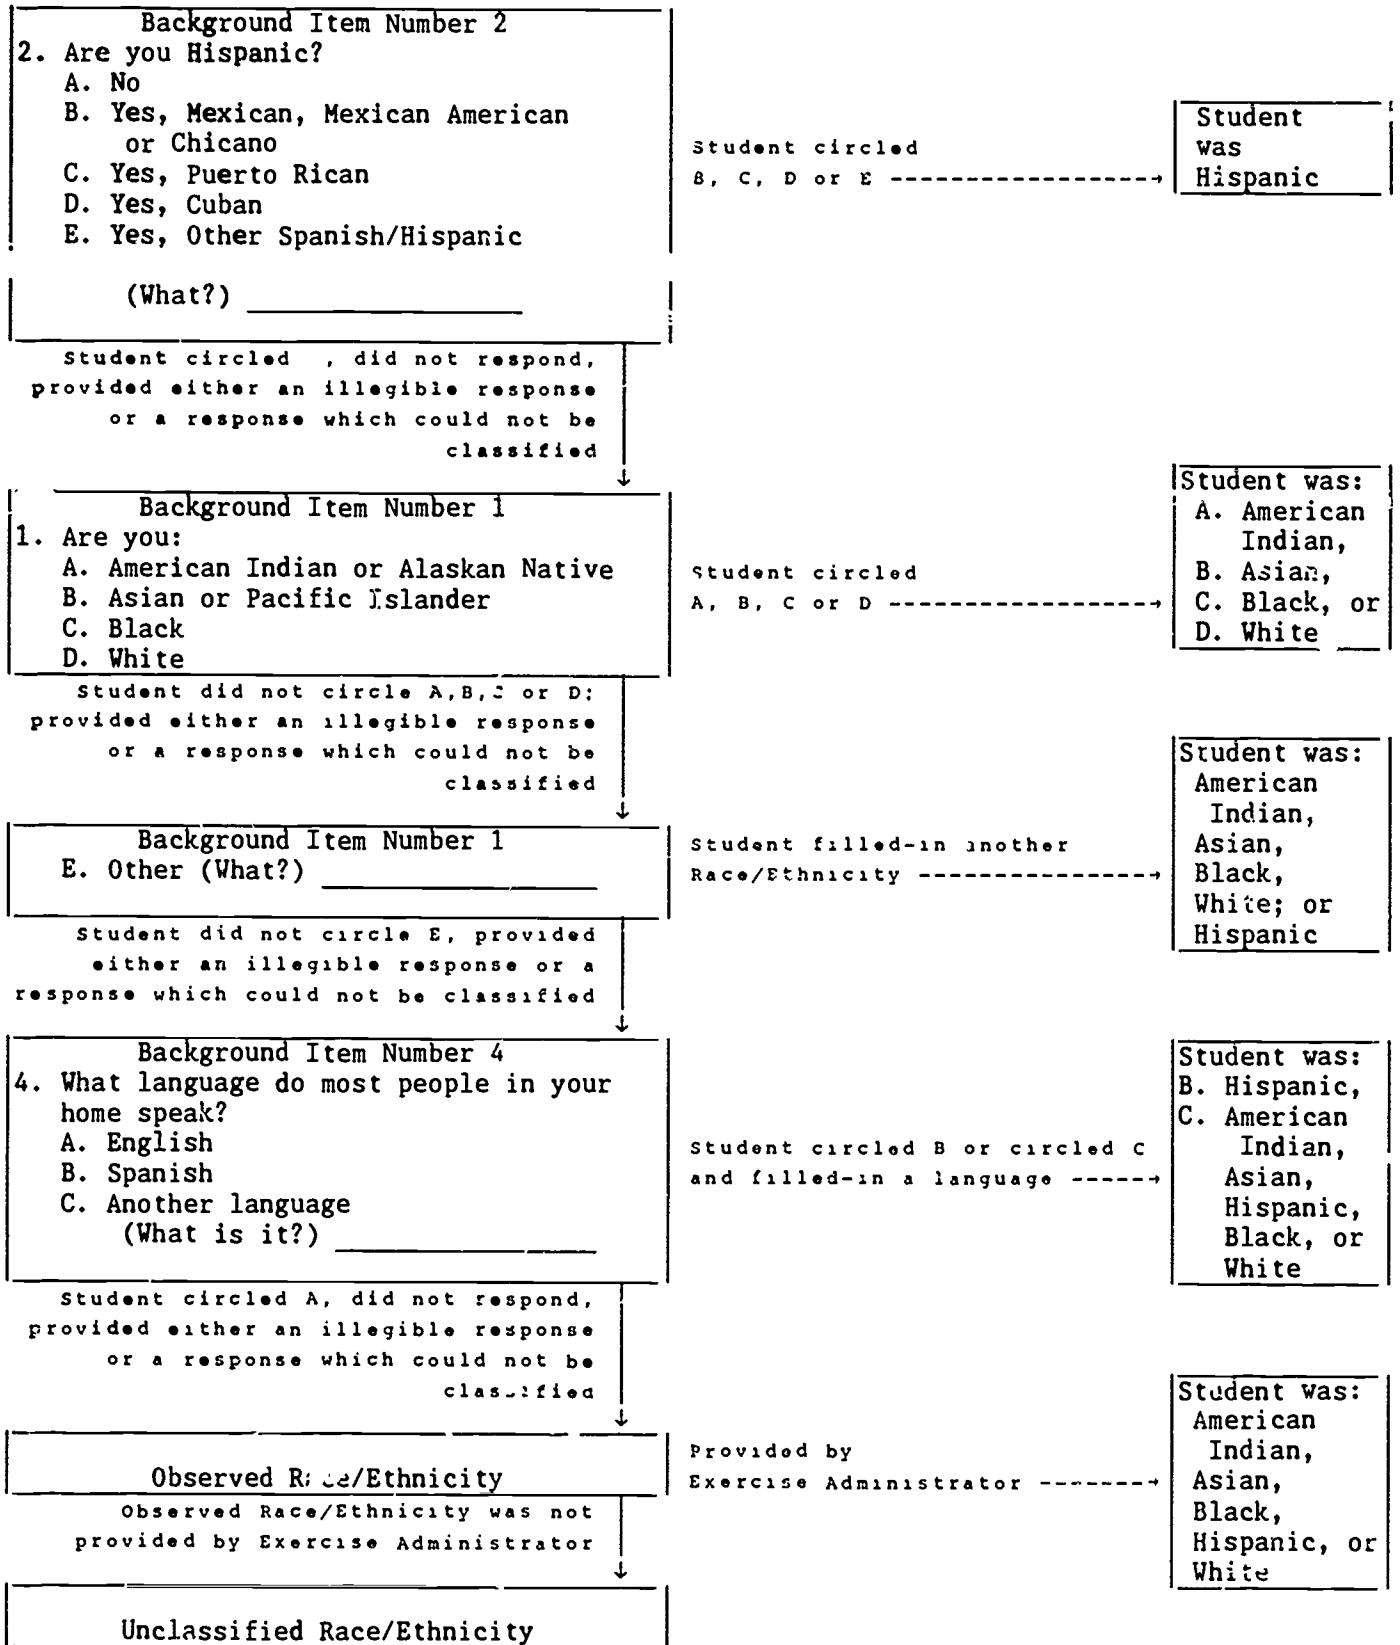 Background Item Number 2
2. Are you Hispanic?
A. No
B. Yes, Mexican, Mexican American
or Chicano
C. Yes, Puerto Rican
D. Yes, Cuban
E. Yes, Other Spanish/Hispanic
(What?)
Student circled
B, C, D or E
Student
was
Hispanic
Student circled , did not respond,
provided either an illegible response
or a response which could not be
classified
Background Item Number 1
1. Are you:
A. American Indian or Alaskan Native
B. Asian or Pacific Islander
C. Black
D. White
Student circled
A, B, C or D
Student was:
A. American
Indian,
B. Asian,
C. Black, or
D. White
Student did not circle A,B,C or D;
provided either an illegible response
or a response which could not be
classified
Background Item Number 1
E. Other (What?)
Student filled-in another
Race/Ethnicity
Student was:
American
Indian,
Asian,
Black,
White; or
Hispanic
Student did not circle E, provided
either an illegible response or a
response which could not be classified
Background Item Number 4
4. What language do most people in your
home speak?
A. English
B. Spanish
C. Another language
(What is it?)
Student circled B or circled C
and filled-in a language
Student was:
B. Hispanic,
C. American
Indian,
Asian,
Hispanic,
Black, or
White
Student circled A, did not respond,
provided either an illegible response
or a response which could not be
classified
Observed Race/Ethnicity
Provided by
Exercise Administrator
Student was:
American
Indian,
Asian,
Black,
Hispanic, or
White
Observed Race/Ethnicity was not
provided by Exercise Administrator
Unclassified Race/Ethnicity